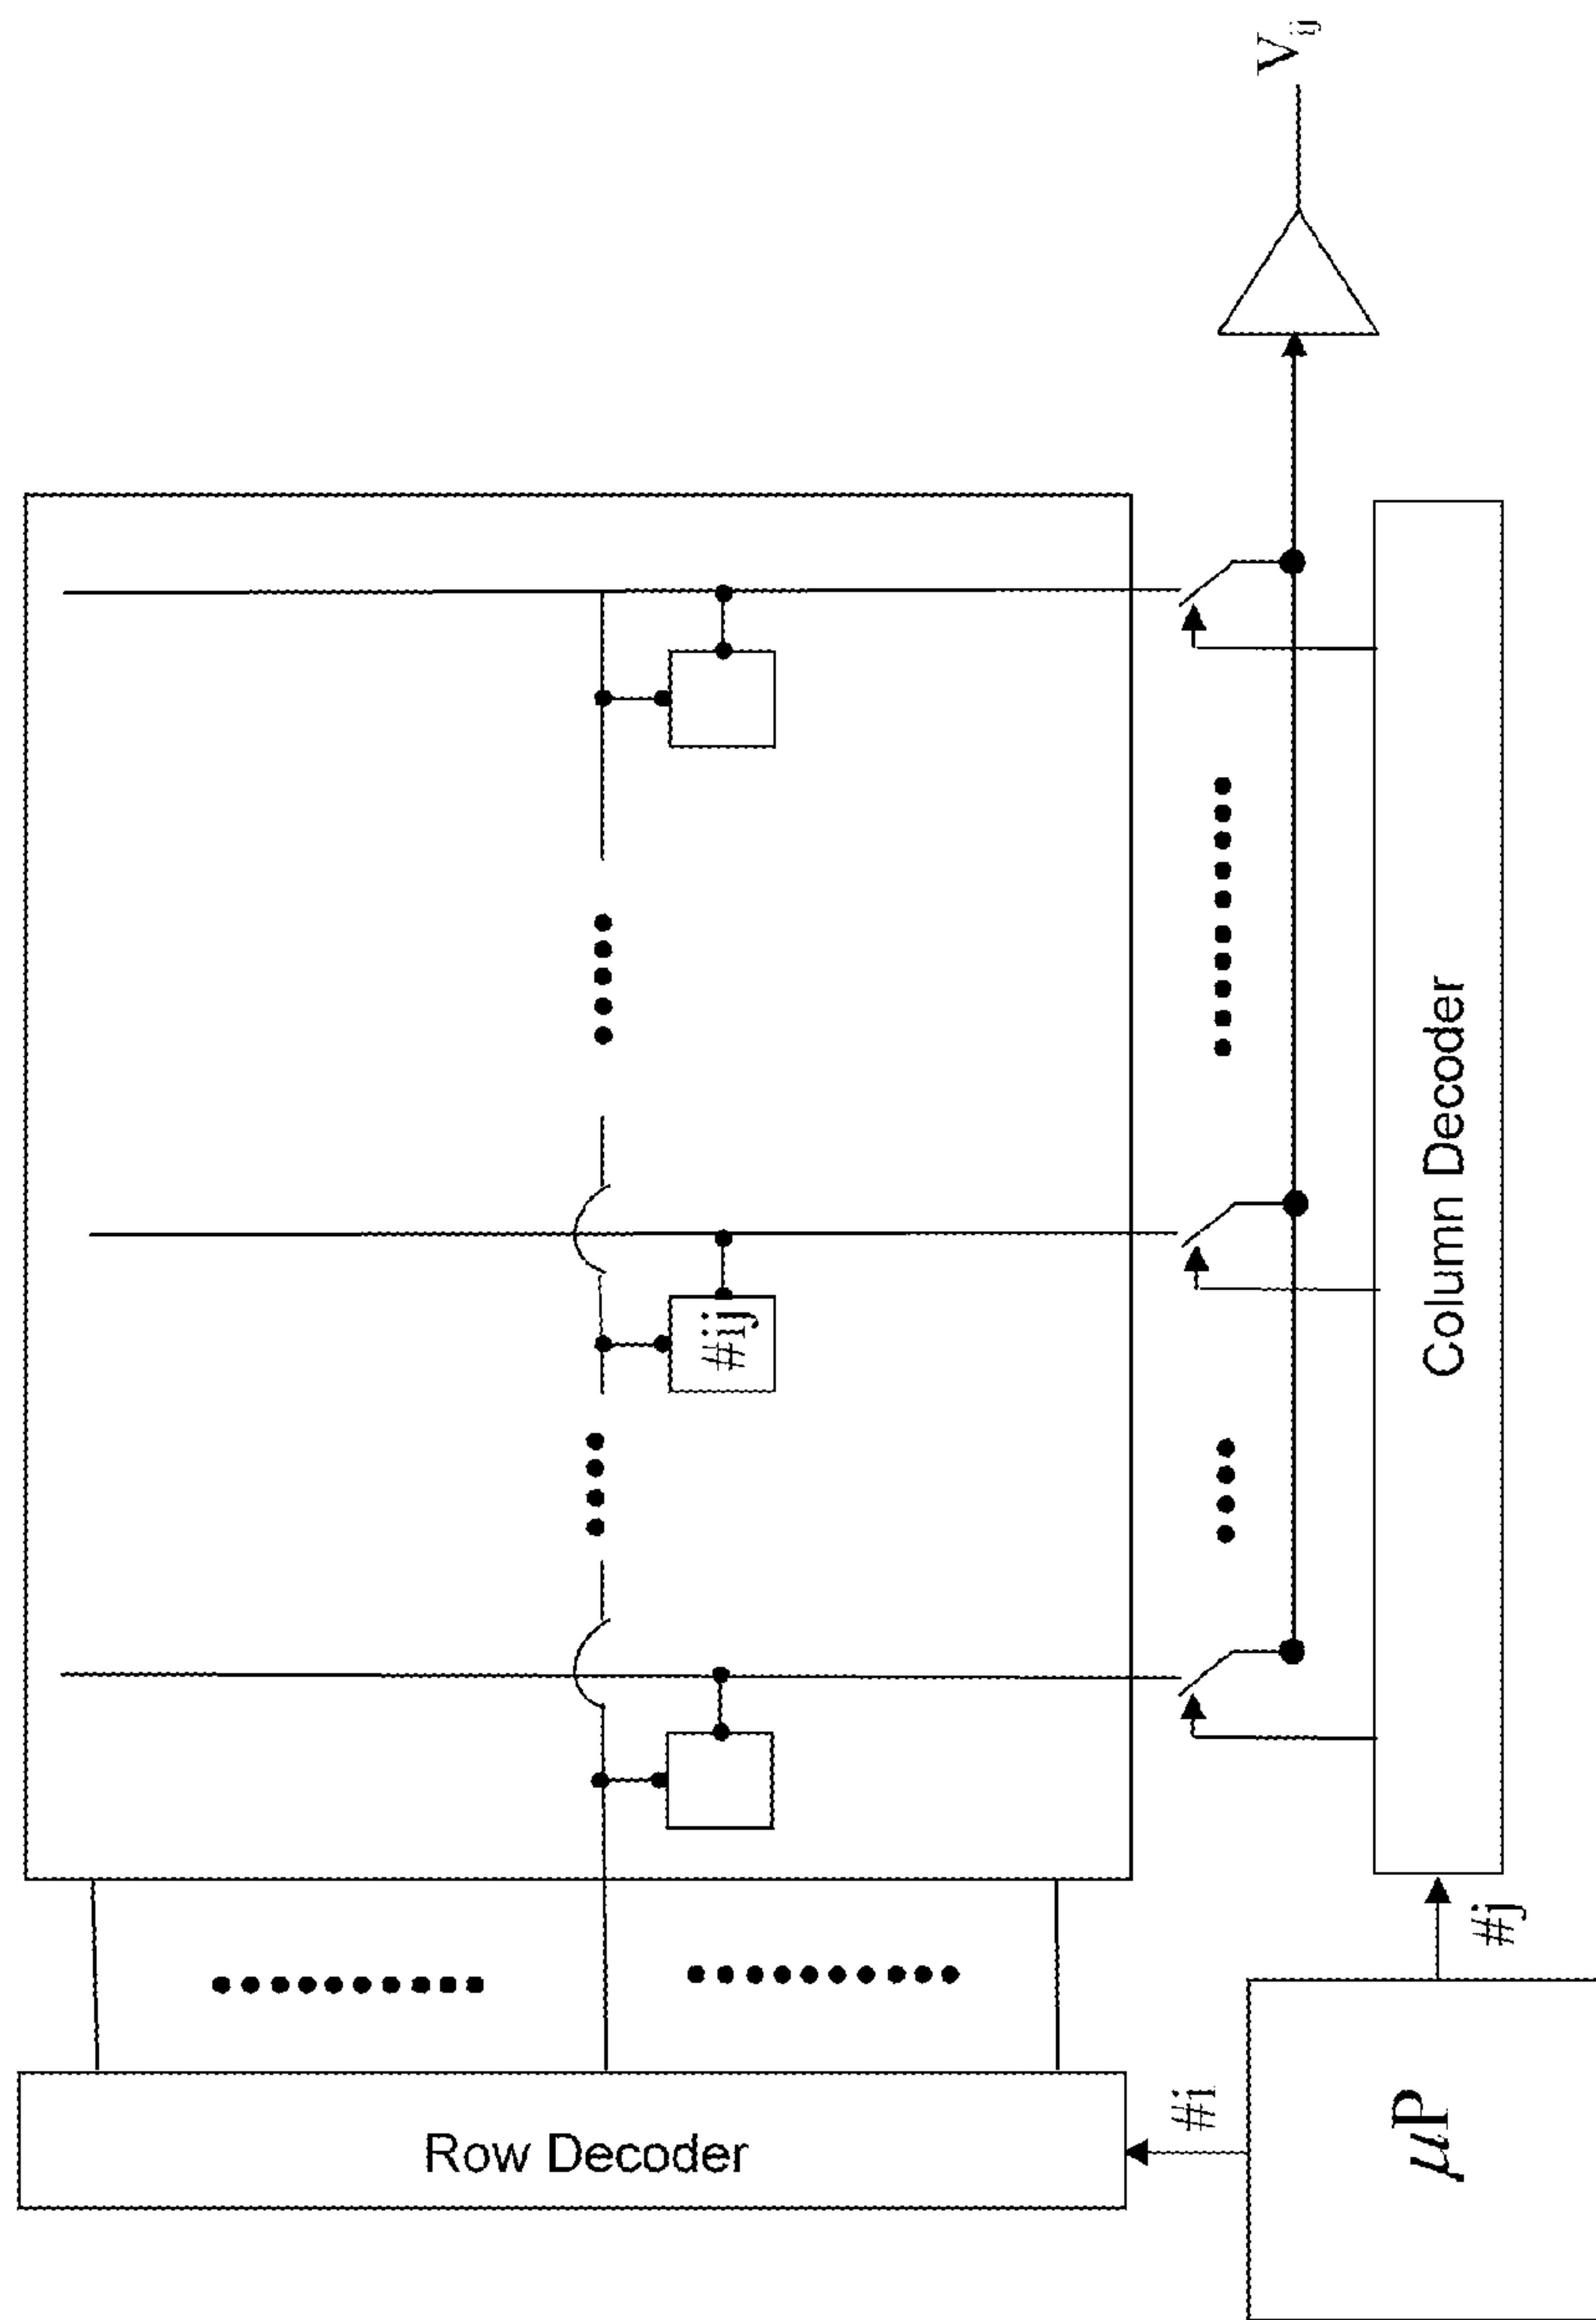 V_ij
#ij
Column Decoder
#j
#i
Row Decoder
μP